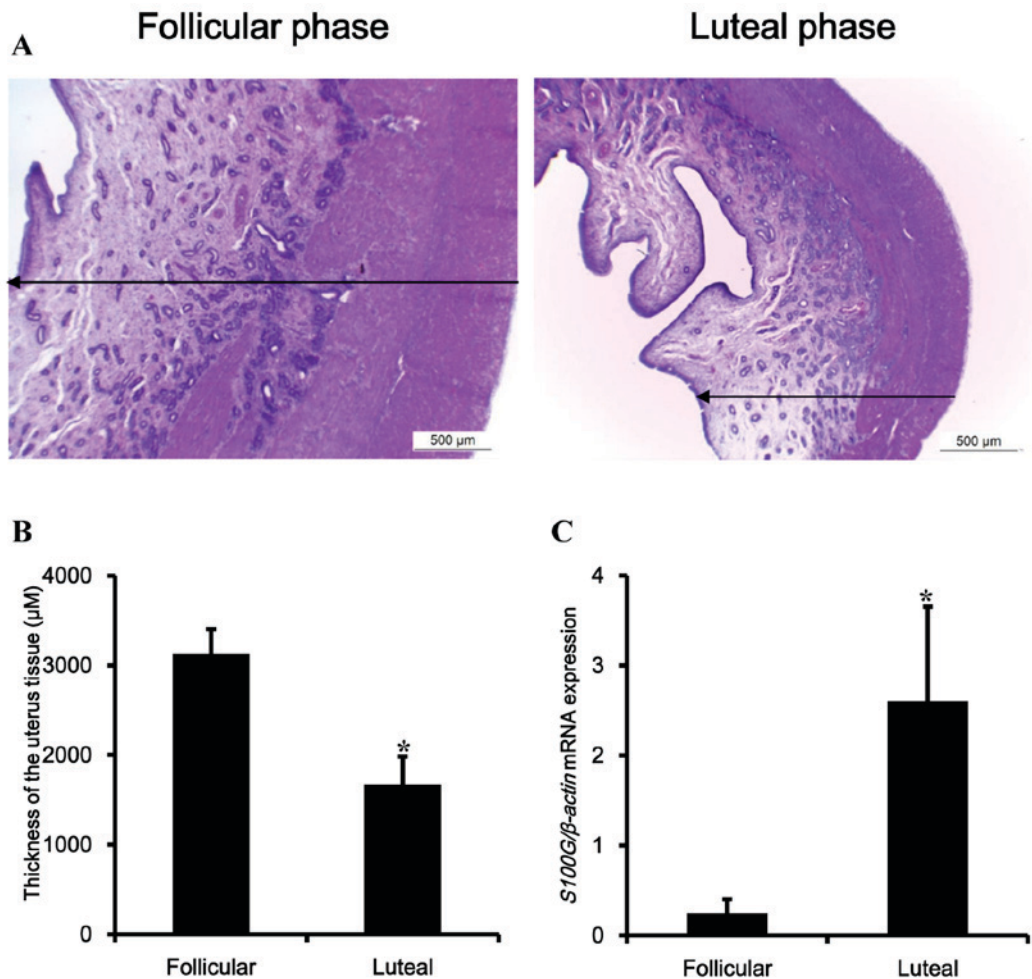 Follicular phase
Luteal phase
A
500 µm
500 µm
B
Thickness of the uterus tissue (µM)
4000
3000
2000
1000
0
*
Follicular
Luteal
C
S100G/β-actin mRNA expression
4
3
2
1
0
*
Follicular
Luteal